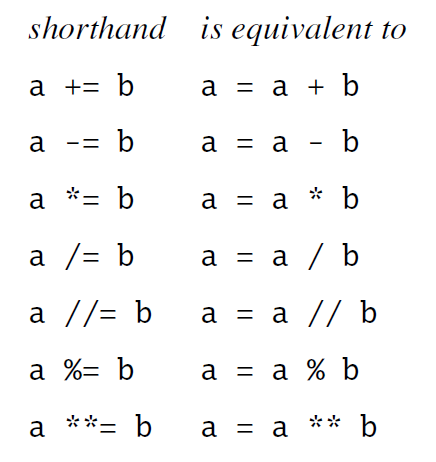 shorthand is equivalent to
a += b a = a + b
a -= b a = a - b
a *= b a = a * b
a /= b a = a / b
a //= b a = a // b
a %= b a = a % b
a **= b a = a ** b